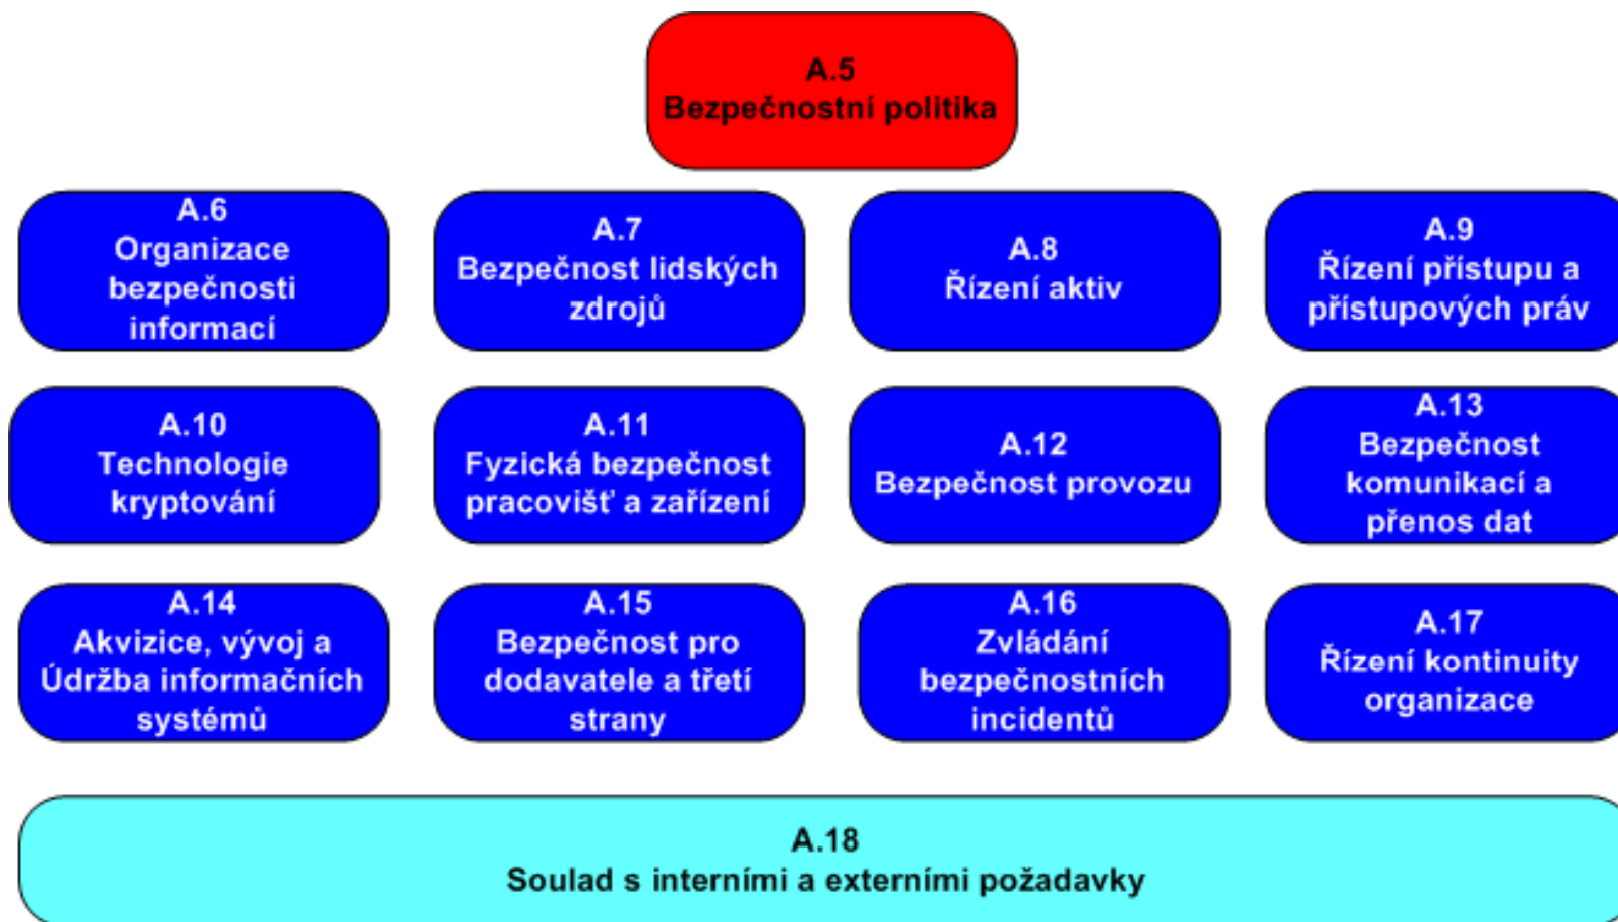 A.5
Bezpečnostní politika
A.6
Organizace
bezpečnosti
informací
A.7
Bezpečnost lidských
zdrojů
A.8
Řízení aktiv
A.9
Řízení přístupu a
přístupových práv
A.10
Technologie
kryptování
A.11
Fyzická bezpečnost
pracovišť a zařízení
A.12
Bezpečnost provozu
A.13
Bezpečnost
komunikací a
přenos dat
A.14
Akvizice, vývoj a
Údržba informačních
systémů
A.15
Bezpečnost pro
dodavatele a třetí
strany
A.16
Zvládání
bezpečnostních
incidentů
A.17
Řízení kontinuity
organizace
A.18
Soulad s interními a externími požadavky